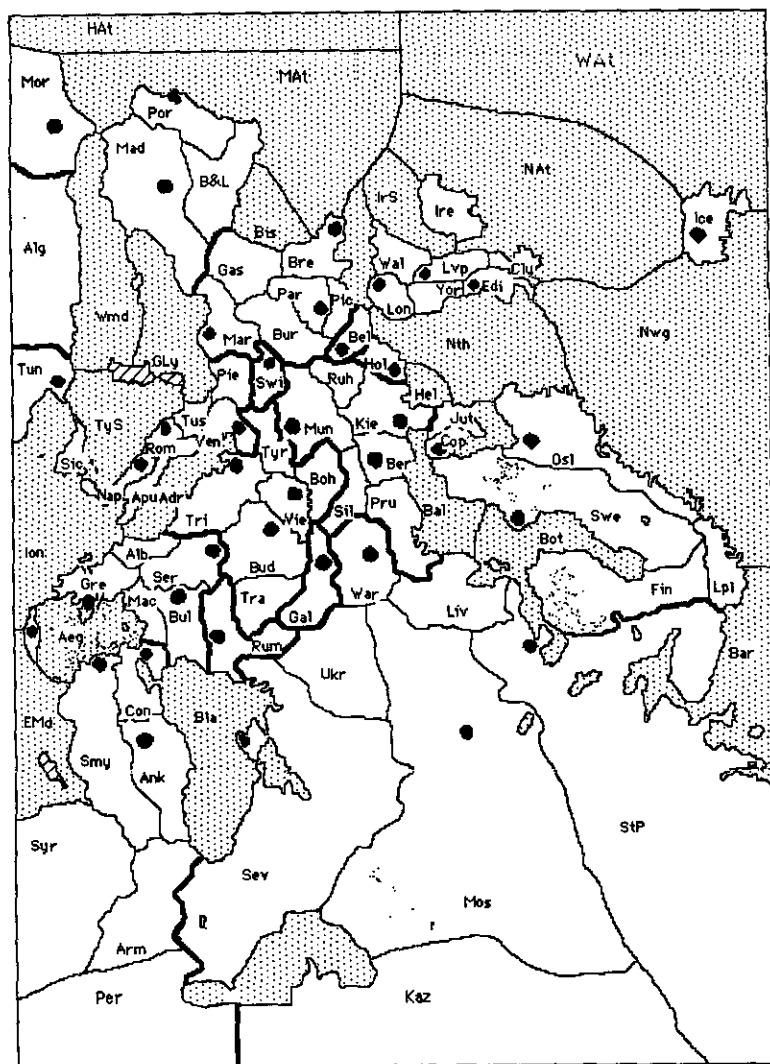 HAt
WAt
Mor
MAt
Por
Mad
B&L
NAt
IrS
Ire
Ice
Bis
Alg
Gas
Bre
Wal
Lvp
Cly
Wmd
Par
Pic
Lon
Yor
Edi
Mar
Bur
Bel
Nth
Nwg
Tun
GLy
Pie
Swi
Ruh
Hol
Hel
TyS
Tus
Ven
Mun
Kie
Jut
Rom
Tyr
Cop
Osl
Sic
Boh
Ber
Nap
Apu
Adr
Vie
Sil
Pru
Bal
Swe
Tri
Bot
Ion
Alb
Bud
Gre
Ser
War
Fin
Lpl
Mac
Bul
Tra
Gal
Liv
Aeg
Rum
Bar
Ukr
EMd
Con
Bla
Smy
Ank
StP
Syr
Sev
Mos
Arm
Per
Kaz